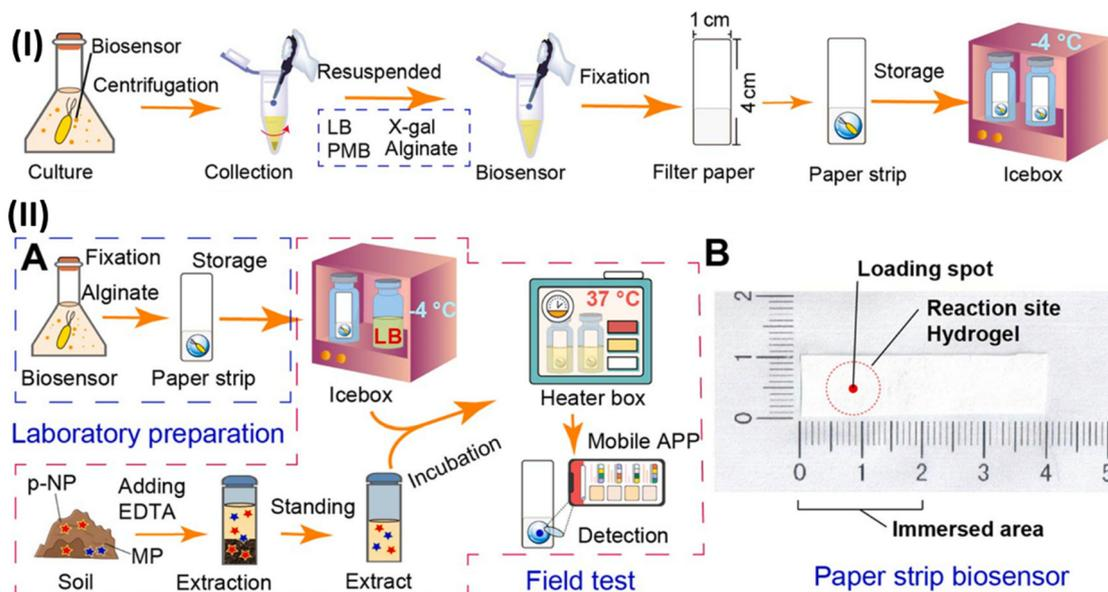 (I)
Biosensor
Centrifugation
Culture
Collection
Resuspended
LB X-gal
PMB Alginate
Biosensor
Fixation
1 cm
4 cm
Filter paper
Storage
Paper strip
-4 °C
Icebox
(II)
A
Fixation
Alginate
Biosensor
Storage
Paper strip
Laboratory preparation
-4 °C
LB
Icebox
37 °C
Heater box
Mobile APP
Detection
Field test
p-NP
MP
Soil
Adding
EDTA
Extraction
Standing
Extract
Incubation
B
Loading spot
Reaction site
Hydrogel
2
1
0
0 1 2 3 4 5
Immersed area
Paper strip biosensor